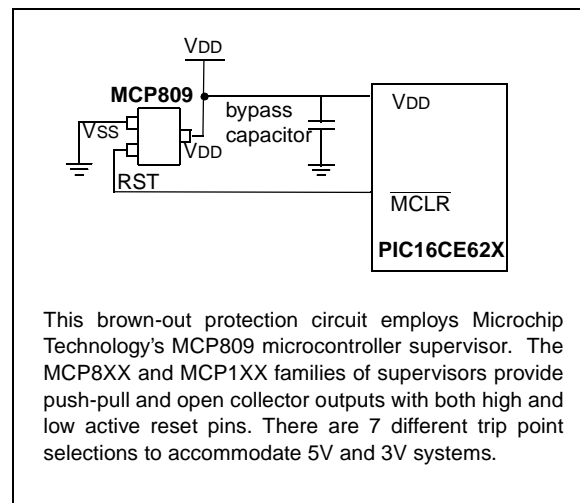 VDD
MCP809
bypass
capacitor
VDD
VSS
VDD
RST
MCLR
PIC16CE62X
This brown-out protection circuit employs Microchip
Technology's MCP809 microcontroller supervisor. The
MCP8XX and MCP1XX families of supervisors provide
push-pull and open collector outputs with both high and
low active reset pins. There are 7 different trip point
selections to accommodate 5V and 3V systems.